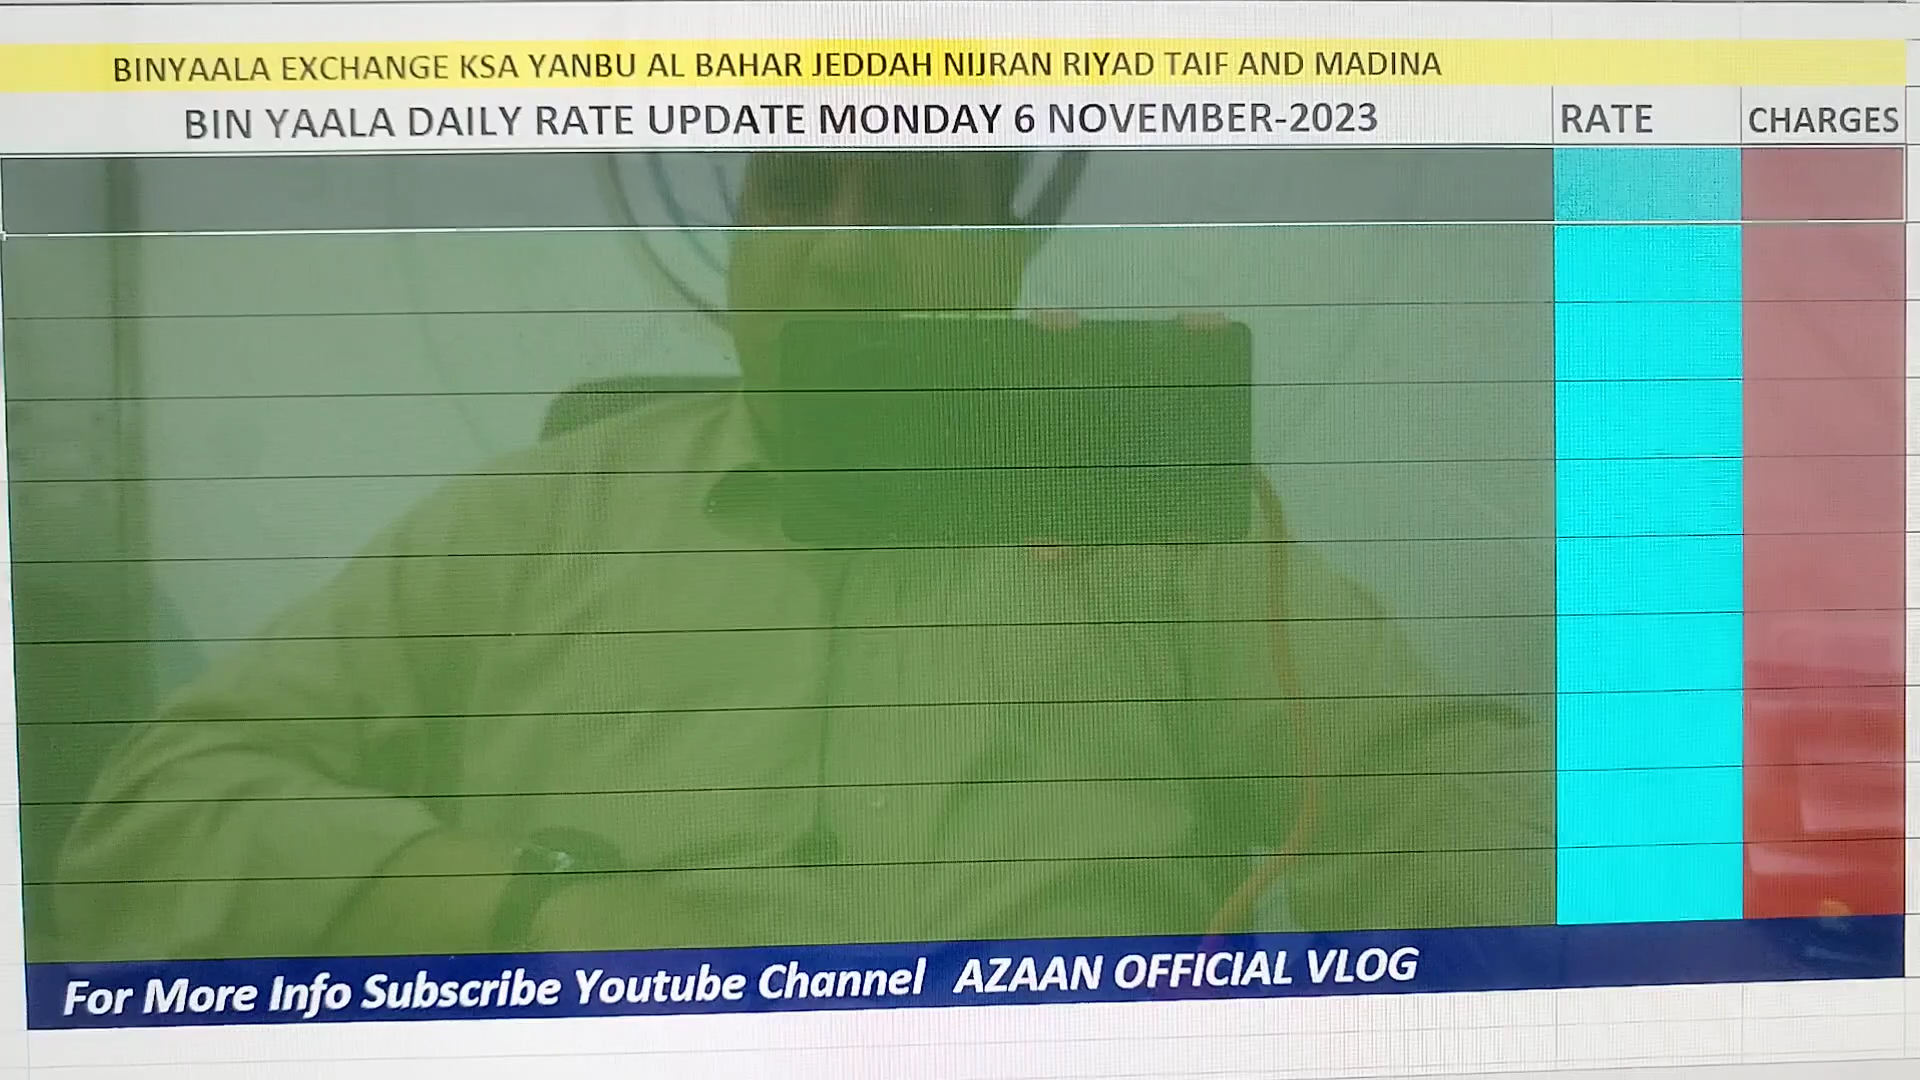 BINYAALA EXCHANGE KSA YANBU AL BAHAR JEDDAH NIJRAN RIYAD TAIF AND MADINA
BIN YAALA DAILY RATE UPDATE MONDAY 6 NOVEMBER-2023 RATE CHARGES
For More Info Subscribe Youtube Channel AZAAN OFFICIAL VLOG